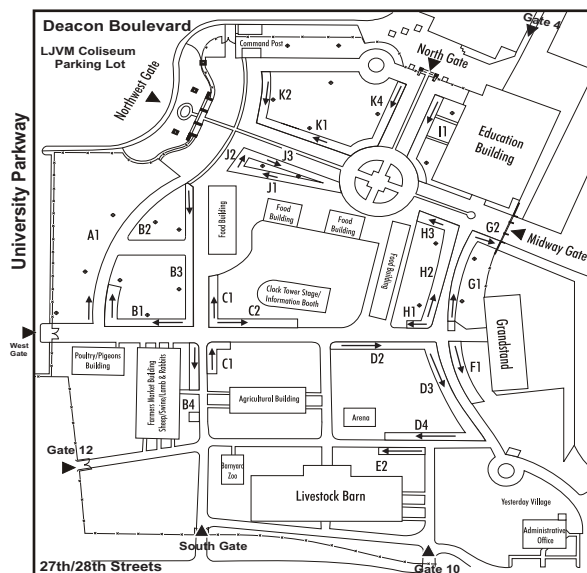 Deacon Boulevard
Gate 4
LJVM Coliseum
Parking Lot
Command Post
North Gate
Northwest Gate
K2
K4
K1
I1
Education
Building
J2
J3
J1
University Parkway
A1
B2
Food Building
Food
Building
Food
Building
H3
G2
Midway Gate
B3
Food Building
H2
G1
C1
Clock Tower Stage/
Information Booth
B1
C2
H1
Grandstand
West
Gate
Poultry/Pigeons
Building
Farmers Market Building
Sheep/Swine/Lamb & Rabbits
C1
D2
F1
D3
B4
Agricultural Building
Arena
D4
Gate 12
Barnyard
Zoo
E2
Livestock Barn
Yesterday Village
Administrative
Office
South Gate
Gate 10
27th/28th Streets